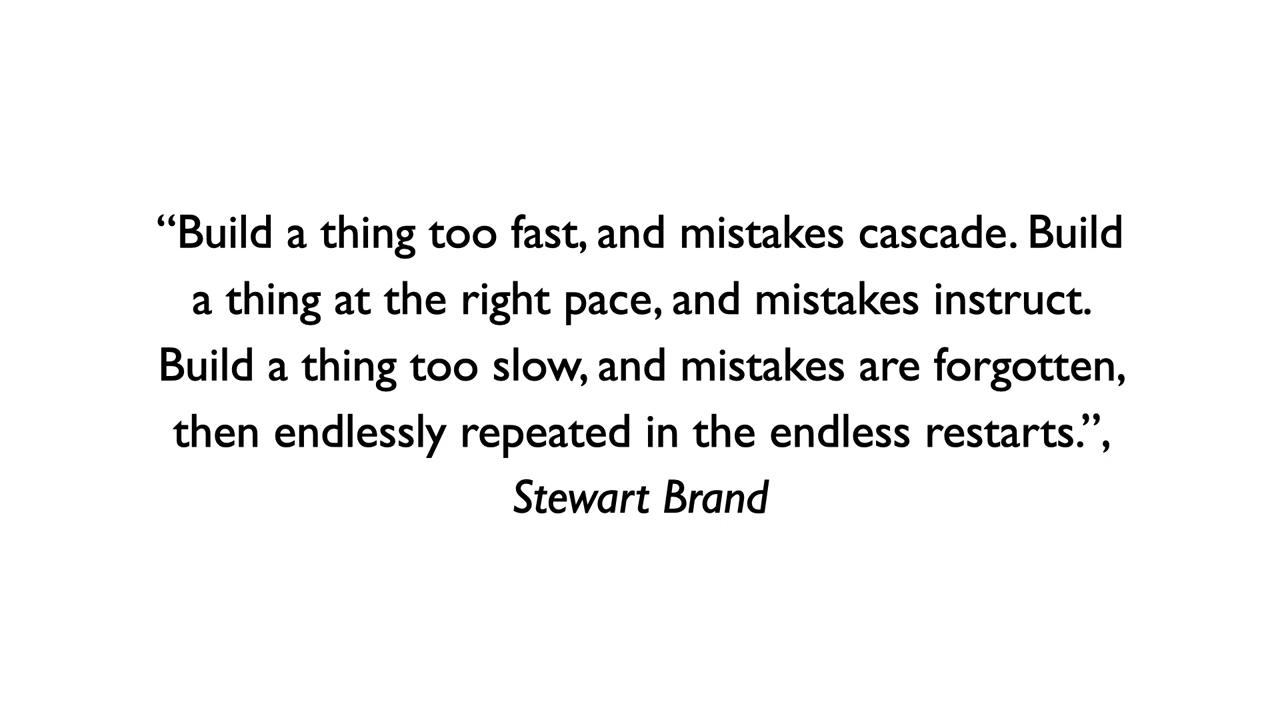 “Build a thing too fast, and mistakes cascade. Build
a thing at the right pace, and mistakes instruct.
Build a thing too slow, and mistakes are forgotten,
then endlessly repeated in the endless restarts.”,
Stewart Brand